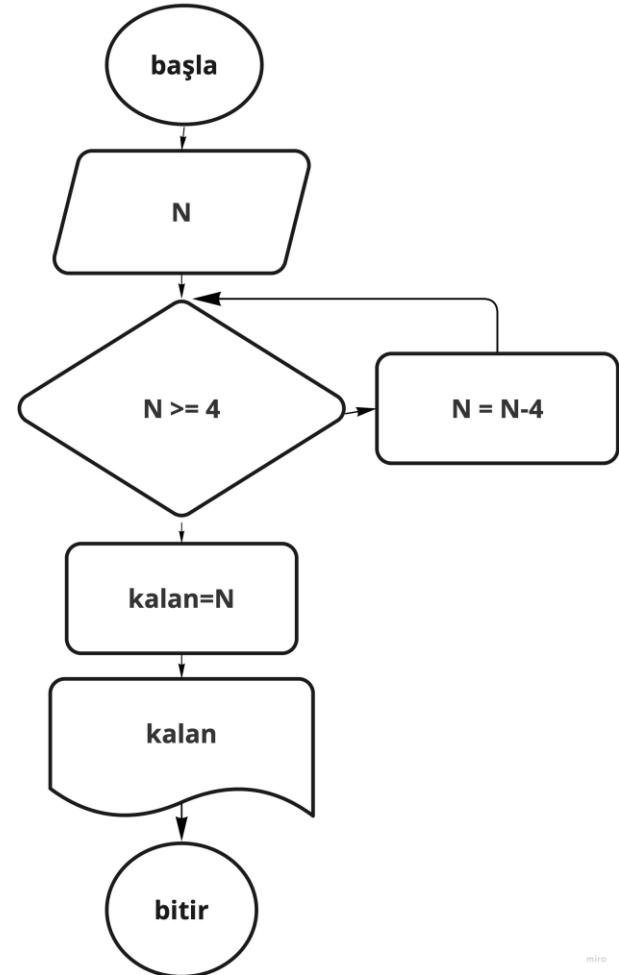 başla
N
N >= 4
N = N-4
kalan=N
kalan
bitir
miro